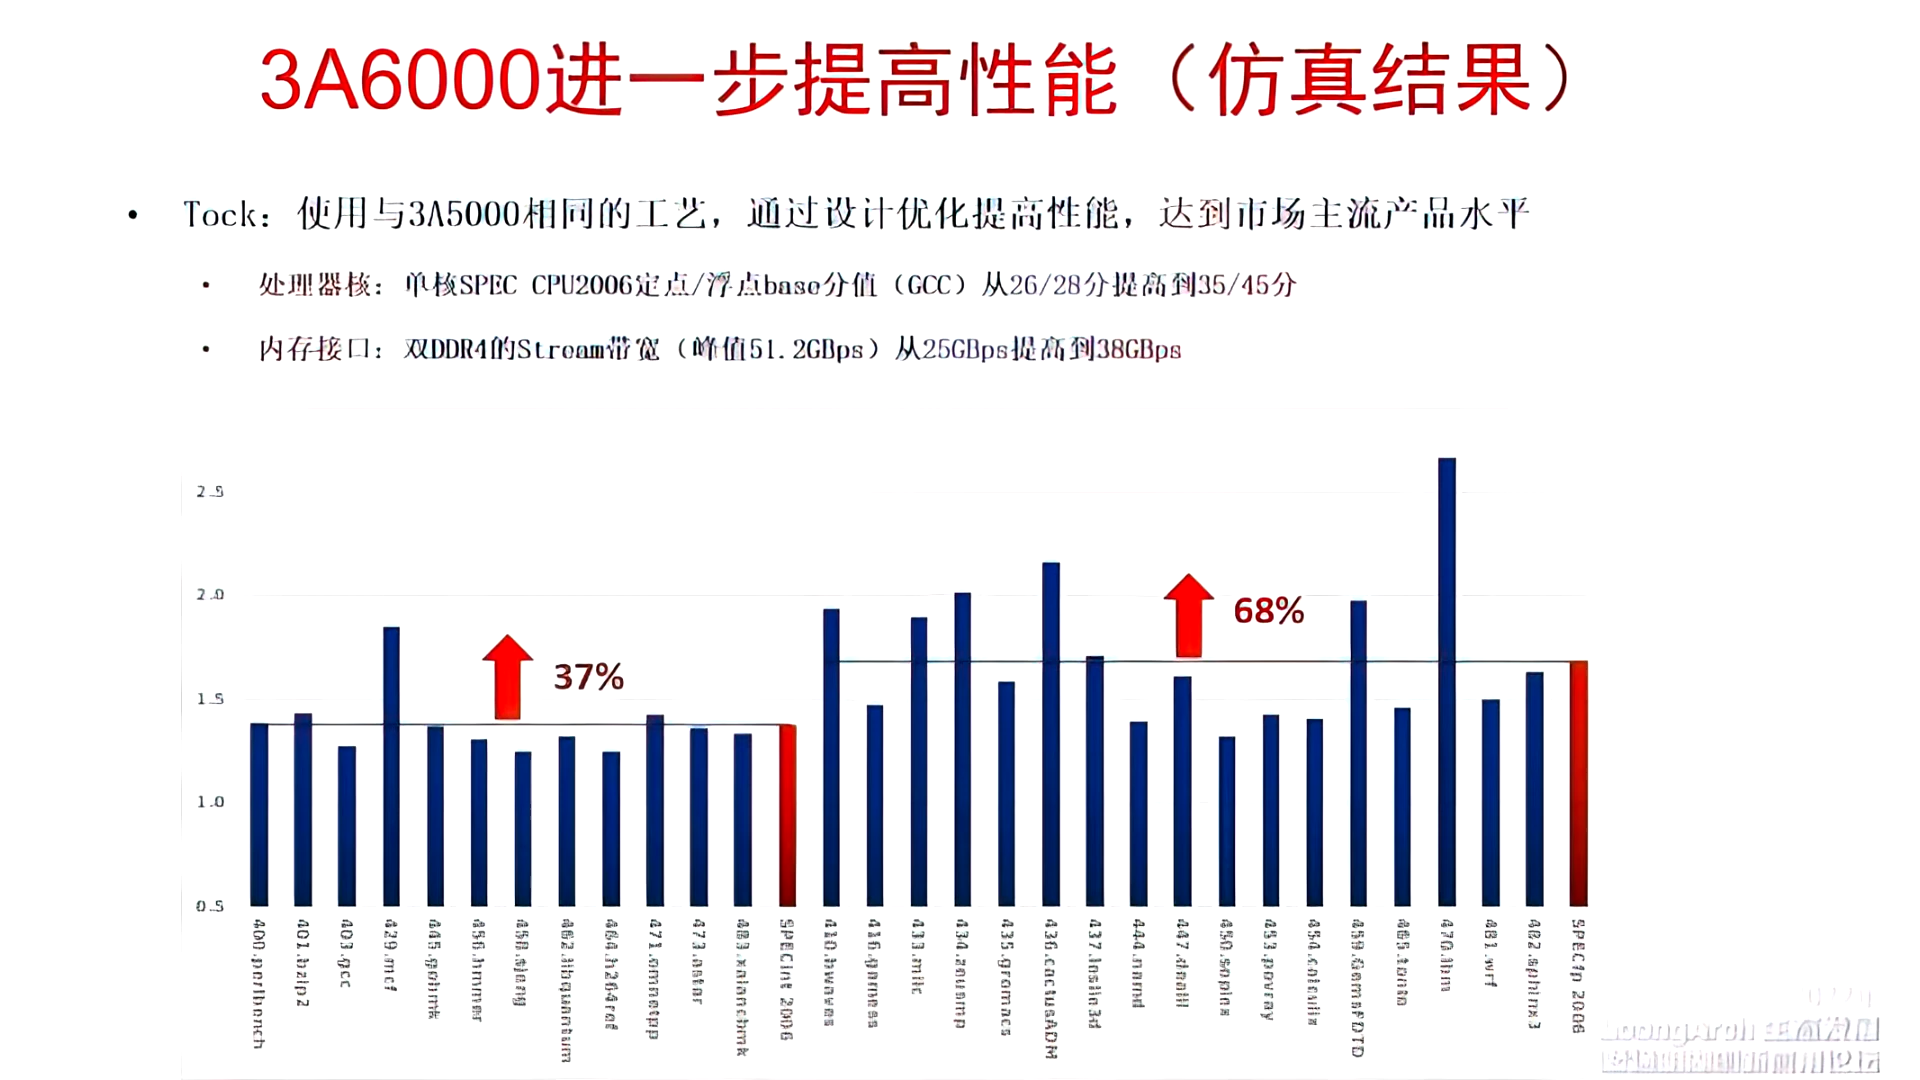 3A6000进一步提高性能（仿真结果）
• Tock：使用与3A5000相同的工艺，通过设计优化提高性能，达到市场主流产品水平
• 处理器核：单核SPEC CPU2006定点/浮点base分值（GCC）从26/28分提高到35/45分
• 内存接口：双DDR4的Stream带宽（峰值51.2GBps）从25GBps提高到38GBps
2.5
2.0
1.5
1.0
0.5
37%
68%
400.perlbench
401.bzip2
403.gcc
429.mcf
445.gobmk
456.hmmer
458.sjeng
462.libquantum
464.h264ref
471.omnetpp
473.astar
483.xalancbmk
SPECint 2006
410.bwaves
416.gamess
433.milc
434.zeusmp
435.gromacs
436.cactusADM
437.leslie3d
444.namd
447.dealII
450.soplex
453.povray
454.calculix
459.GemsFDTD
465.tonto
470.lbm
481.wrf
482.sphinx3
SPECfp 2006
LoongArch